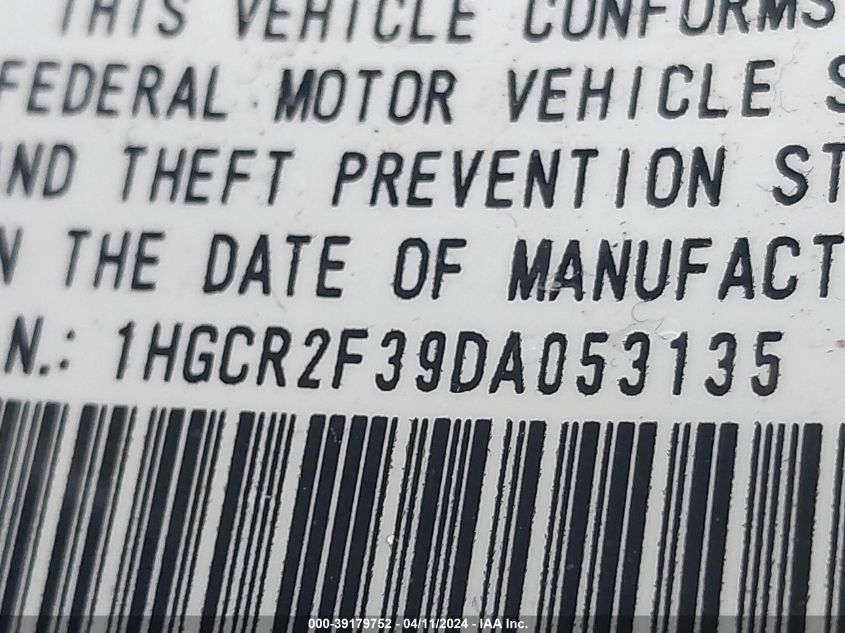 THIS VEHICLE CONFORMS
FEDERAL MOTOR VEHICLE S
ND THEFT PREVENTION ST
N THE DATE OF MANUFACT
N.: 1HGCR2F39DA053135
000-39179752 - 04/11/2024 - IAA Inc.